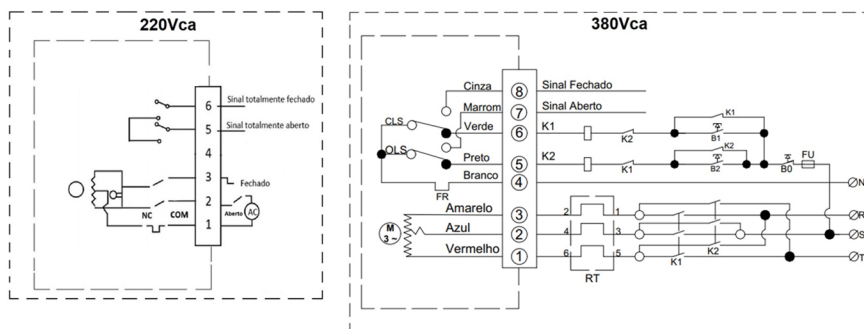 220Vca
6
Sinal totalmente fechado
5
Sinal totalmente aberto
4
3
Fechado
2
NC
COM
Aberto
AC
1
380Vca
Cinza
8
Sinal Fechado
Marrom
7
Sinal Aberto
CLS
Verde
6
K1
K2
K1
B1
OLS
Preto
5
K2
K1
K2
B2
B0
FU
Branco
4
N
FR
Amarelo
3
2
1
R
M
3~
Azul
2
4
3
S
Vermelho
1
6
5
K1
K2
T
RT